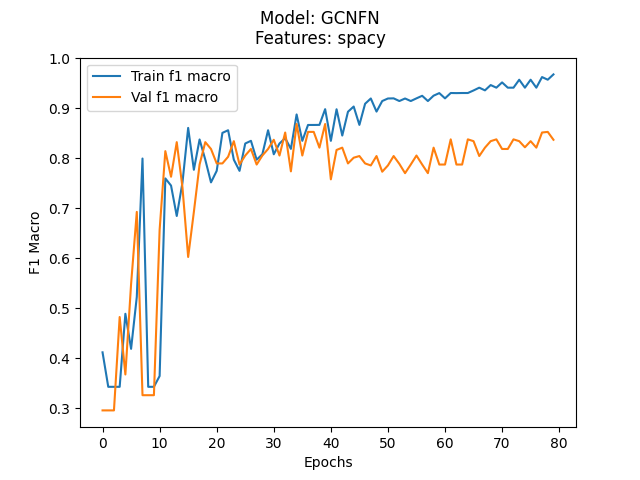 Model: GCNFN
Features: spacy
Train f1 macro
Val f1 macro
F1 Macro
1.0
0.9
0.8
0.7
0.6
0.5
0.4
0.3
0 10 20 30 40 50 60 70 80
Epochs